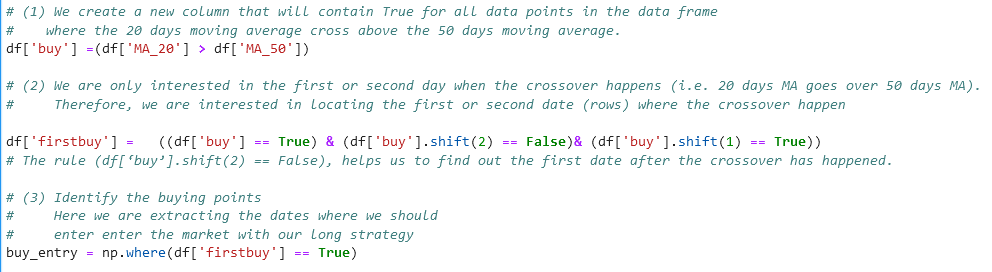 # (1) We create a new column that will contain True for all data points in the data frame
#    where the 20 days moving average cross above the 50 days moving average.
df['buy'] =(df['MA_20'] > df['MA_50'])
# (2) We are only interested in the first or second day when the crossover happens (i.e. 20 days MA goes over 50 days MA).
#     Therefore, we are interested in locating the first or second date (rows) where the crossover happen
df['firstbuy'] =   ((df['buy'] == True) & (df['buy'].shift(2) == False)& (df['buy'].shift(1) == True))
# The rule (df[‘buy’].shift(2) == False), helps us to find out the first date after the crossover has happened.
# (3) Identify the buying points
#     Here we are extracting the dates where we should
#     enter enter the market with our long strategy
buy_entry = np.where(df['firstbuy'] == True)